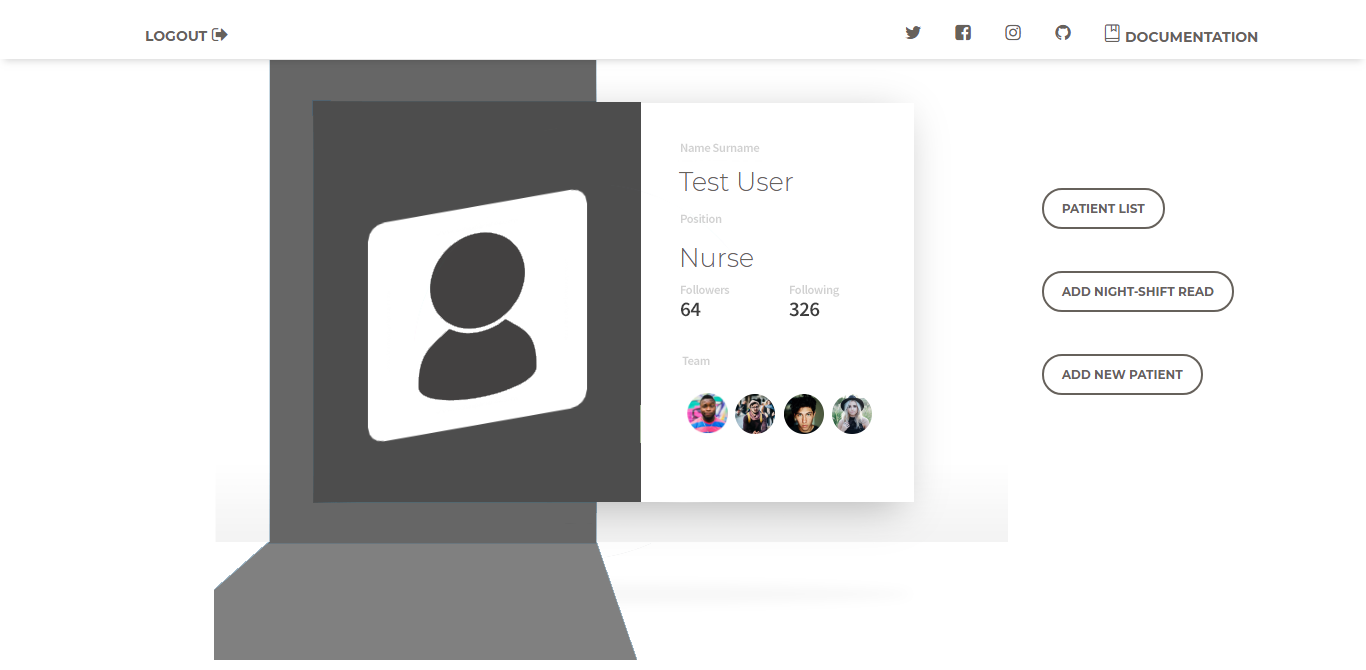 LOGOUT
DOCUMENTATION
Name Surname
Test User
Position
Nurse
Followers Following
64 326
Team
PATIENT LIST
ADD NIGHT-SHIFT READ
ADD NEW PATIENT